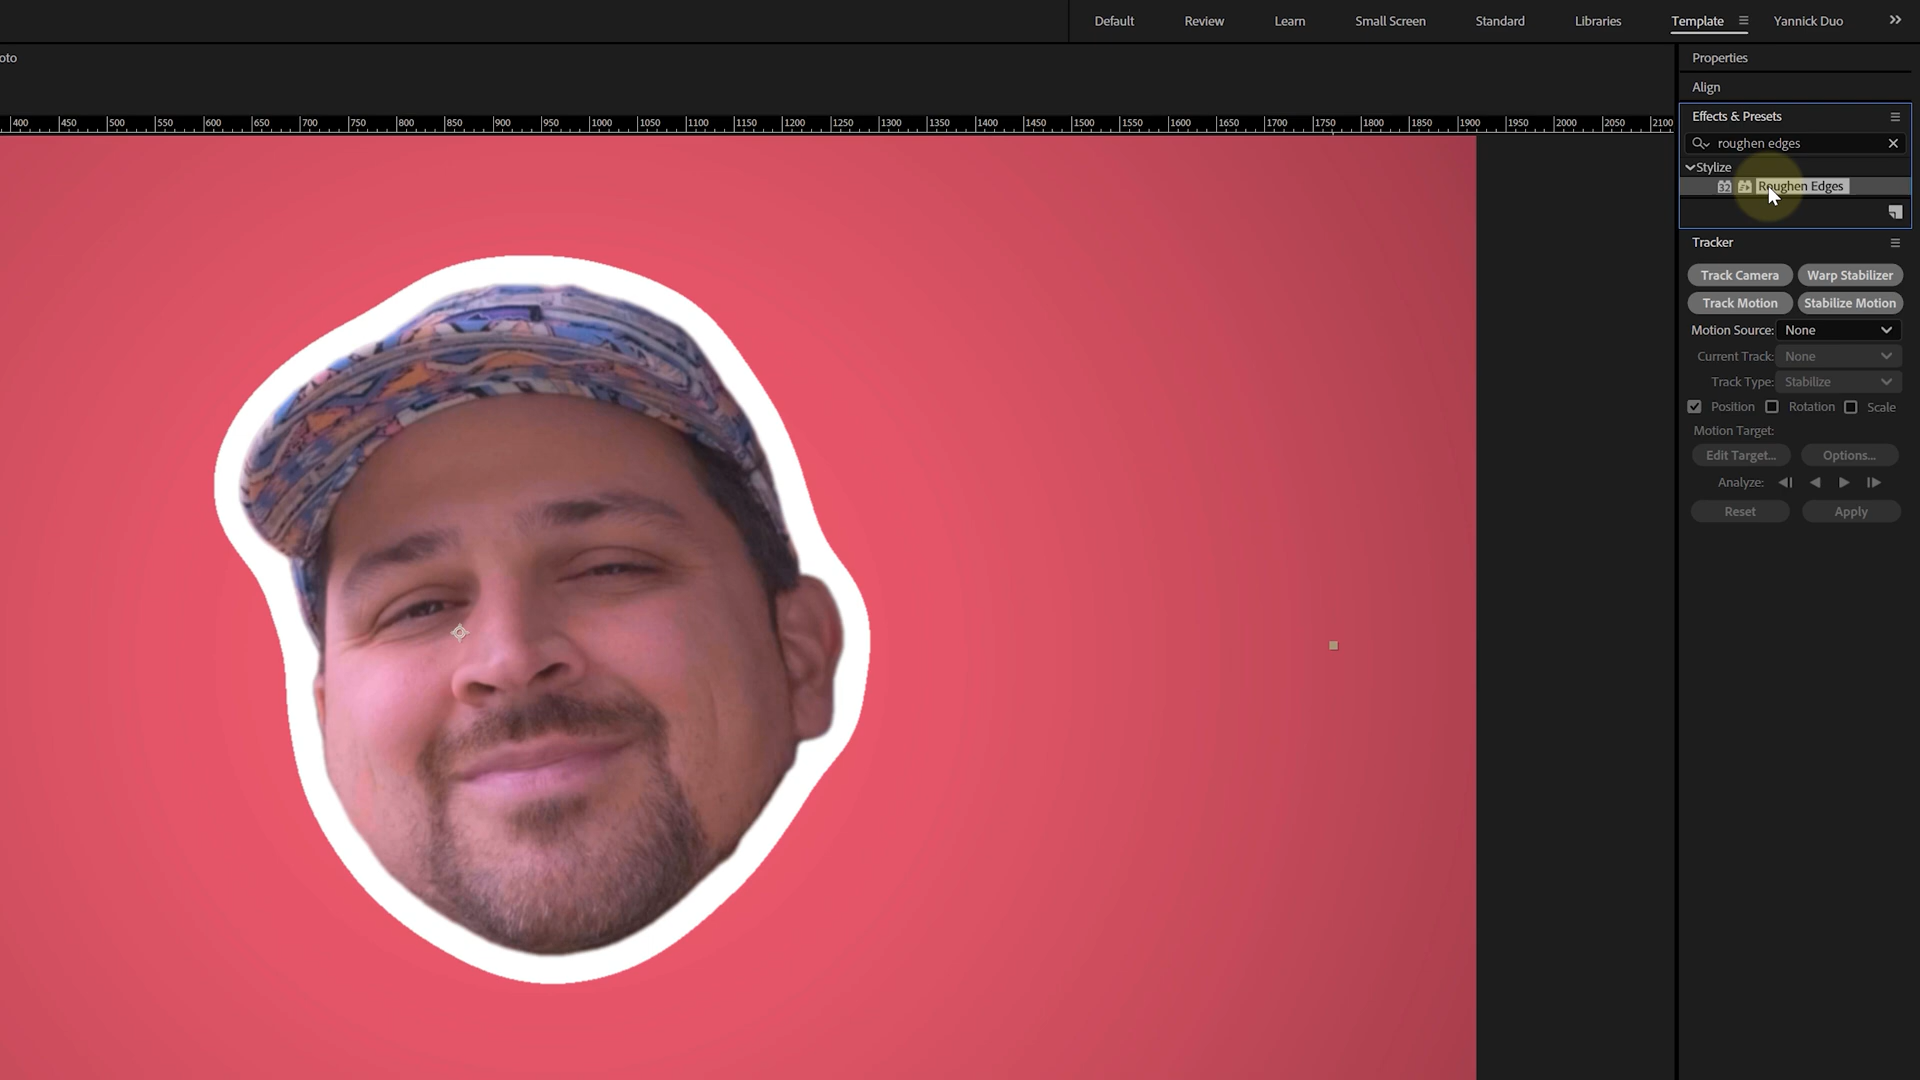 Default Review Learn Small Screen Standard Libraries Template Yannick Duo
oto
Properties
Align
400 450 500 550 600 650 700 750 800 850 900 950 1000 1050 1100 1150 1200 1250 1300 1350 1400 1450 1500 1550 1600 1650 1700 1750 1800 1850 1900 1950 2000 2050 2100
Effects & Presets
roughen edges
Stylize
32 Roughen Edges
Tracker
Track Camera Warp Stabilizer
Track Motion Stabilize Motion
Motion Source: None
Current Track: None
Track Type: Stabilize
Position Rotation Scale
Motion Target:
Edit Target... Options...
Analyze:
Reset Apply